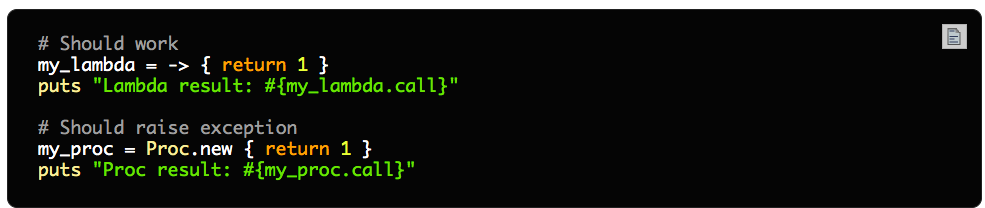 # Should work
my_lambda = -> { return 1 }
puts "Lambda result: #{my_lambda.call}"
# Should raise exception
my_proc = Proc.new { return 1 }
puts "Proc result: #{my_proc.call}"